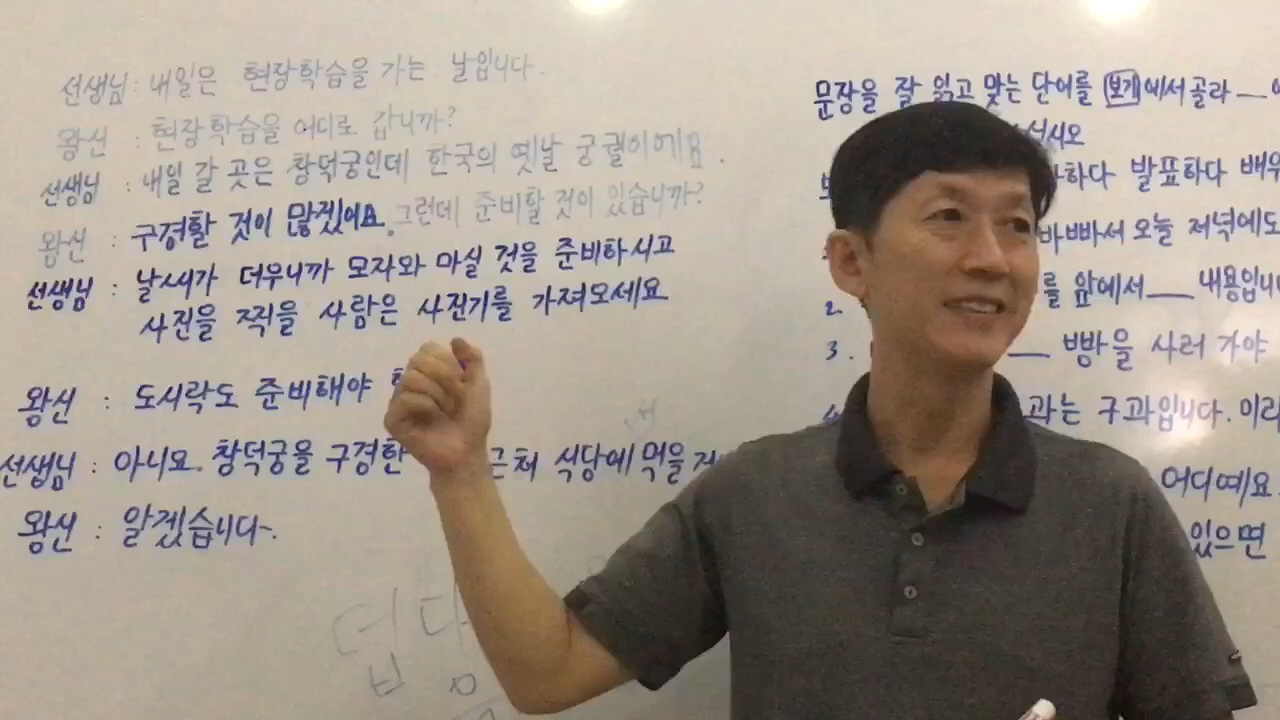 선생님 : 내일은 현장학습을 가는 날입니다.
왕신 : 현장학습을 어디로 갑니까?
선생님 : 내일 갈 곳은 창덕궁인데 한국의 옛날 궁궐이에요.
왕신 : 구경할 것이 많겠어요. 그런데 준비할 것이 있습니까?
선생님 : 날씨가 더우니까 모자와 마실 것을 준비하시고
사진을 찍을 사람은 사진기를 가져오세요
왕신 : 도시락도 준비해야
선생님 : 아니요. 창덕궁을 구경한 근처 식당에 먹을
왕신 : 알겠습니다.
덥
문장을 잘 읽고 맞는 단어를 보기에서 골라 __
십시오
하다 발표하다 배우
바빠서 오늘 저녁에도
2. 를 앞에서 __ 내용입니
3. __ 빵을 사러 가야
과는 구과입니다. 미리
어디예요
있으면